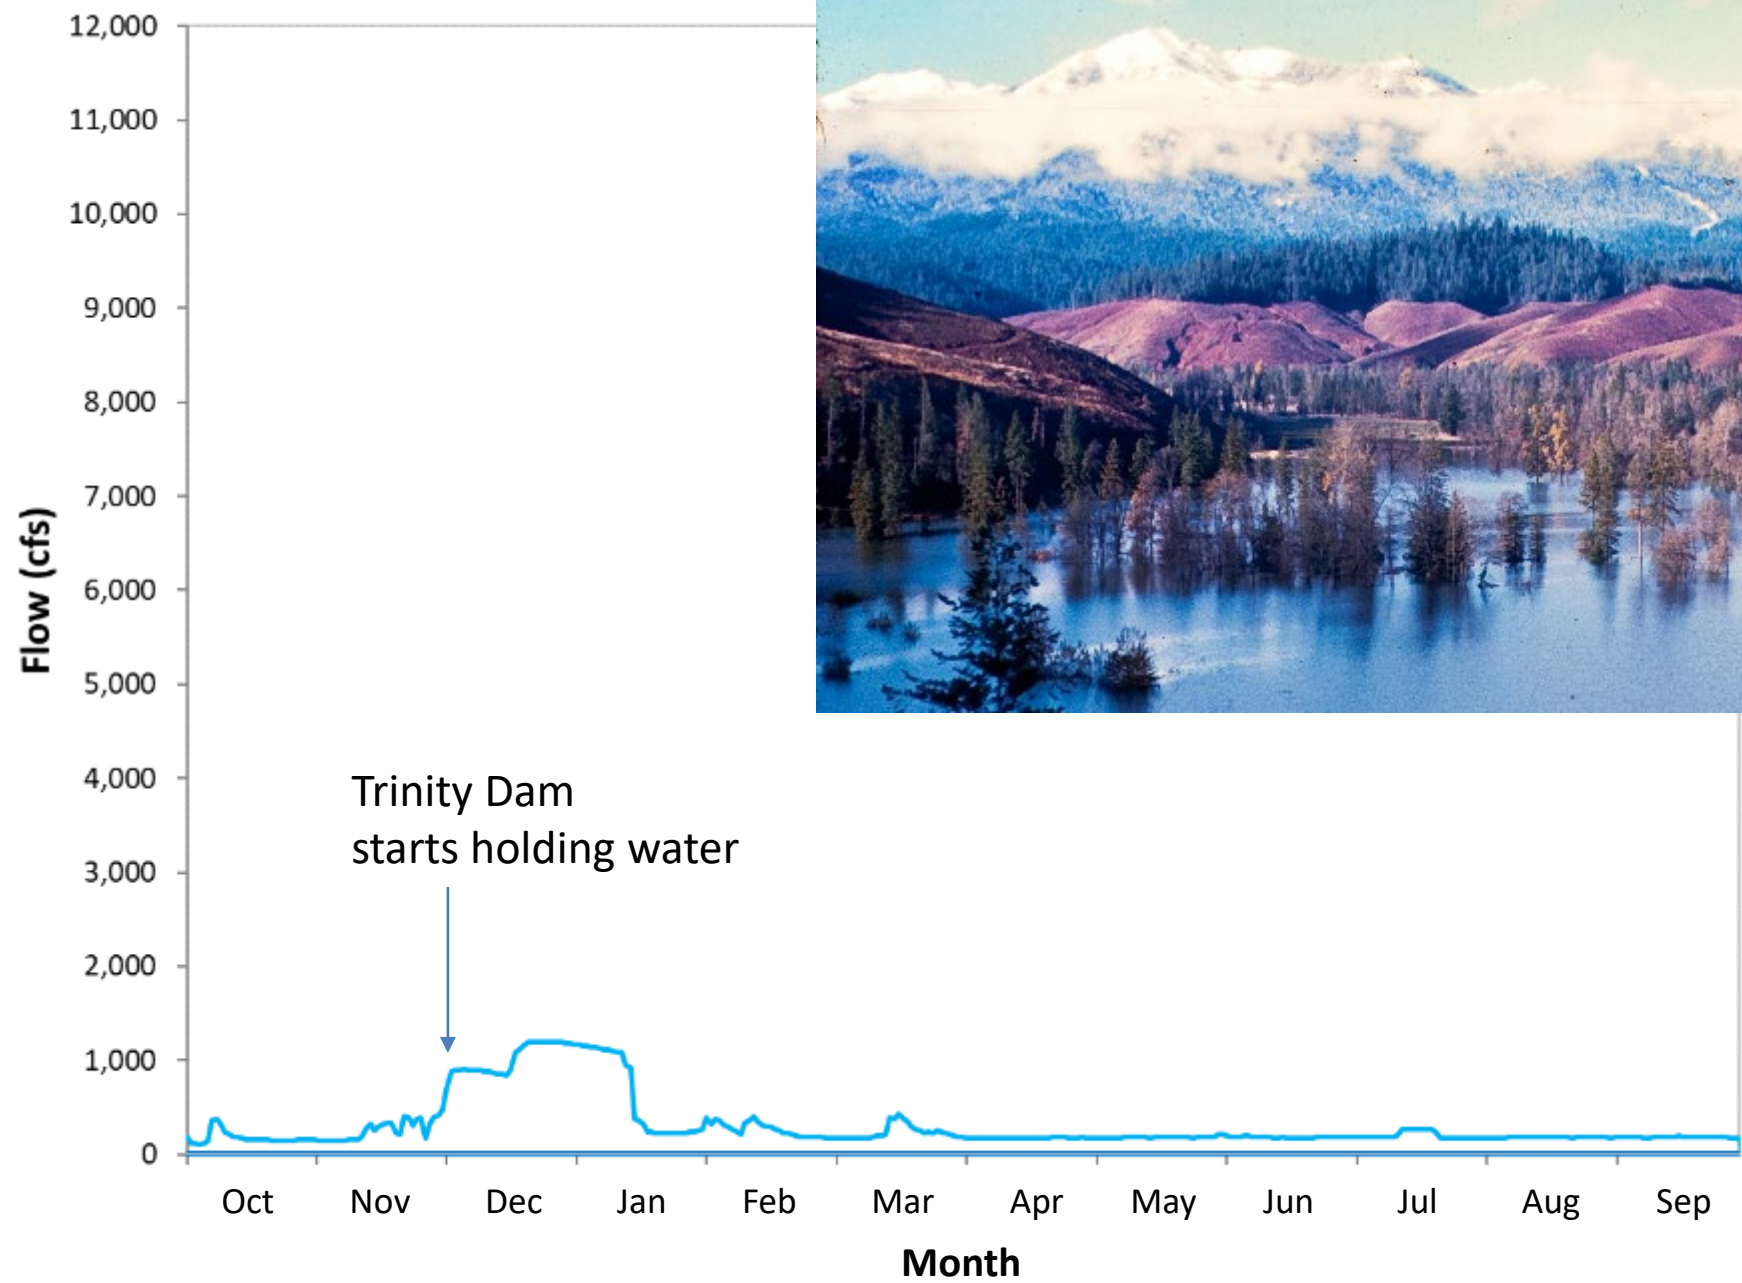 12,000
11,000
10,000
9,000
8,000
7,000
6,000
5,000
4,000
3,000
2,000
1,000
0
Flow (cfs)
Trinity Dam
starts holding water
Oct Nov Dec Jan Feb Mar Apr May Jun Jul Aug Sep
Month